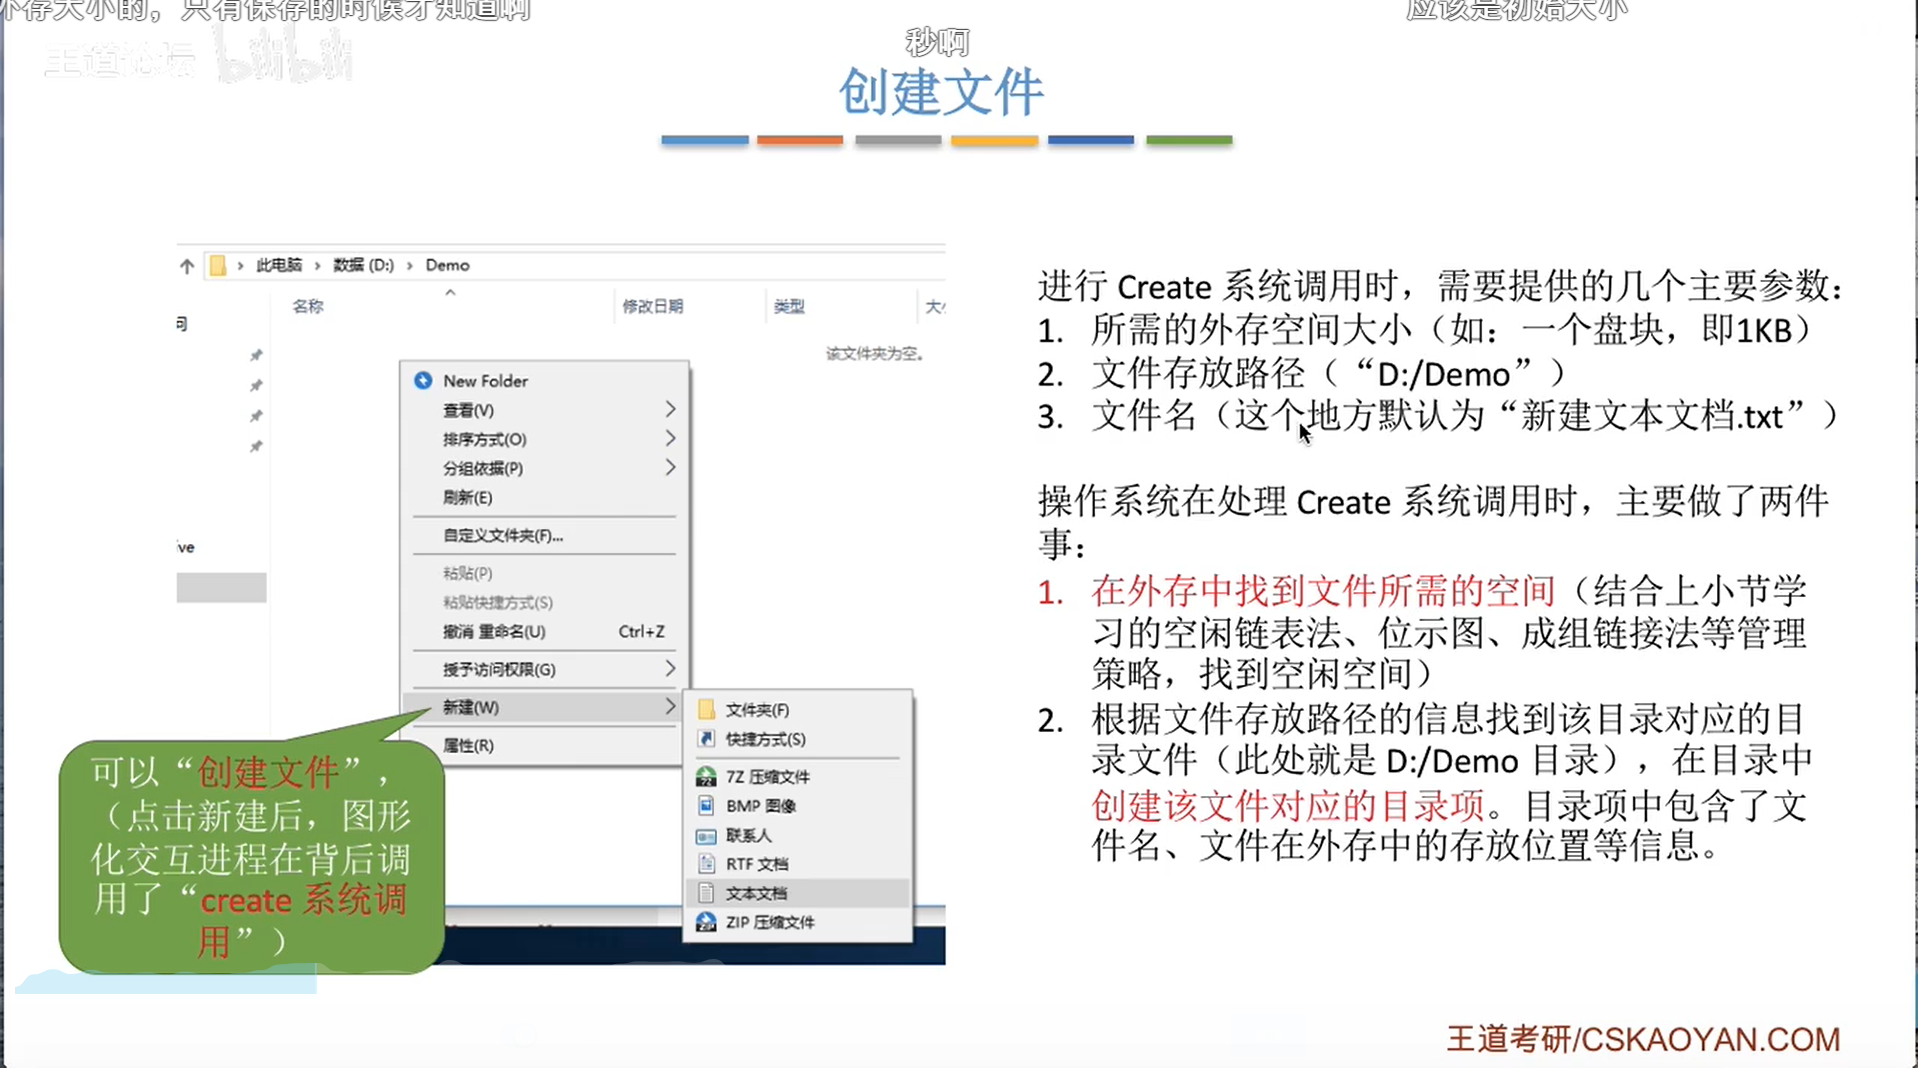 不存大小的，只有保存的时候才知道啊
应该是初始大小
王道论坛 bilibili
秒啊
创建文件
此电脑 > 数据 (D:) > Demo
名称 修改日期 类型
该文件夹为空。
New Folder
查看(V)
排序方式(O)
分组依据(P)
刷新(E)
自定义文件夹(F)...
粘贴(P)
粘贴快捷方式(S)
撤消 重命名(U) Ctrl+Z
授予访问权限(G)
新建(W)
属性(R)
ve
文件夹(F)
快捷方式(S)
7Z 压缩文件
BMP 图像
联系人
RTF 文档
文本文档
ZIP 压缩文件
可以“创建文件”，
（点击新建后，图形
化交互进程在背后调
用了“create 系统调
用”）
进行 Create 系统调用时，需要提供的几个主要参数：
1. 所需的外存空间大小（如：一个盘块，即1KB）
2. 文件存放路径（“D:/Demo”）
3. 文件名（这个地方默认为“新建文本文档.txt”）
操作系统在处理 Create 系统调用时，主要做了两件
事：
1. 在外存中找到文件所需的空间（结合上小节学
习的空闲链表法、位示图、成组链接法等管理
策略，找到空闲空间）
2. 根据文件存放路径的信息找到该目录对应的目
录文件（此处就是 D:/Demo 目录），在目录中
创建该文件对应的目录项。目录项中包含了文
件名、文件在外存中的存放位置等信息。
王道考研/CSKAOYAN.COM